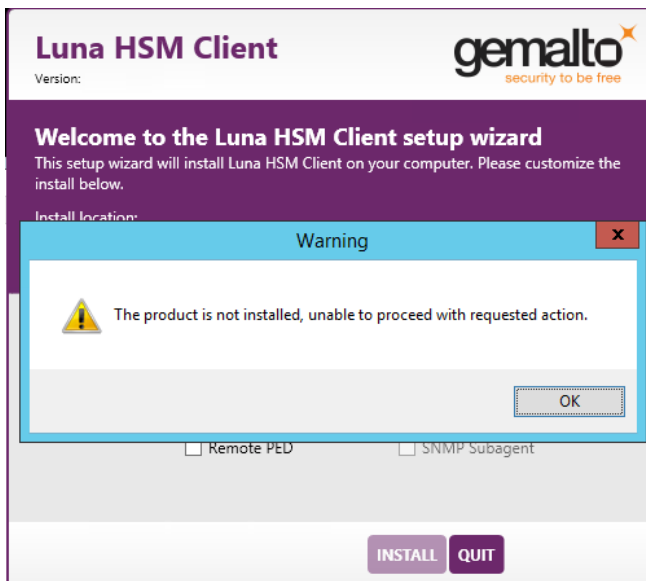 Luna HSM Client
Version:
gemalto
security to be free
Welcome to the Luna HSM Client setup wizard
This setup wizard will install Luna HSM Client on your computer. Please customize the
install below.
Install location:
Warning
X
The product is not installed, unable to proceed with requested action.
OK
Remote PED
SNMP Subagent
INSTALL
QUIT